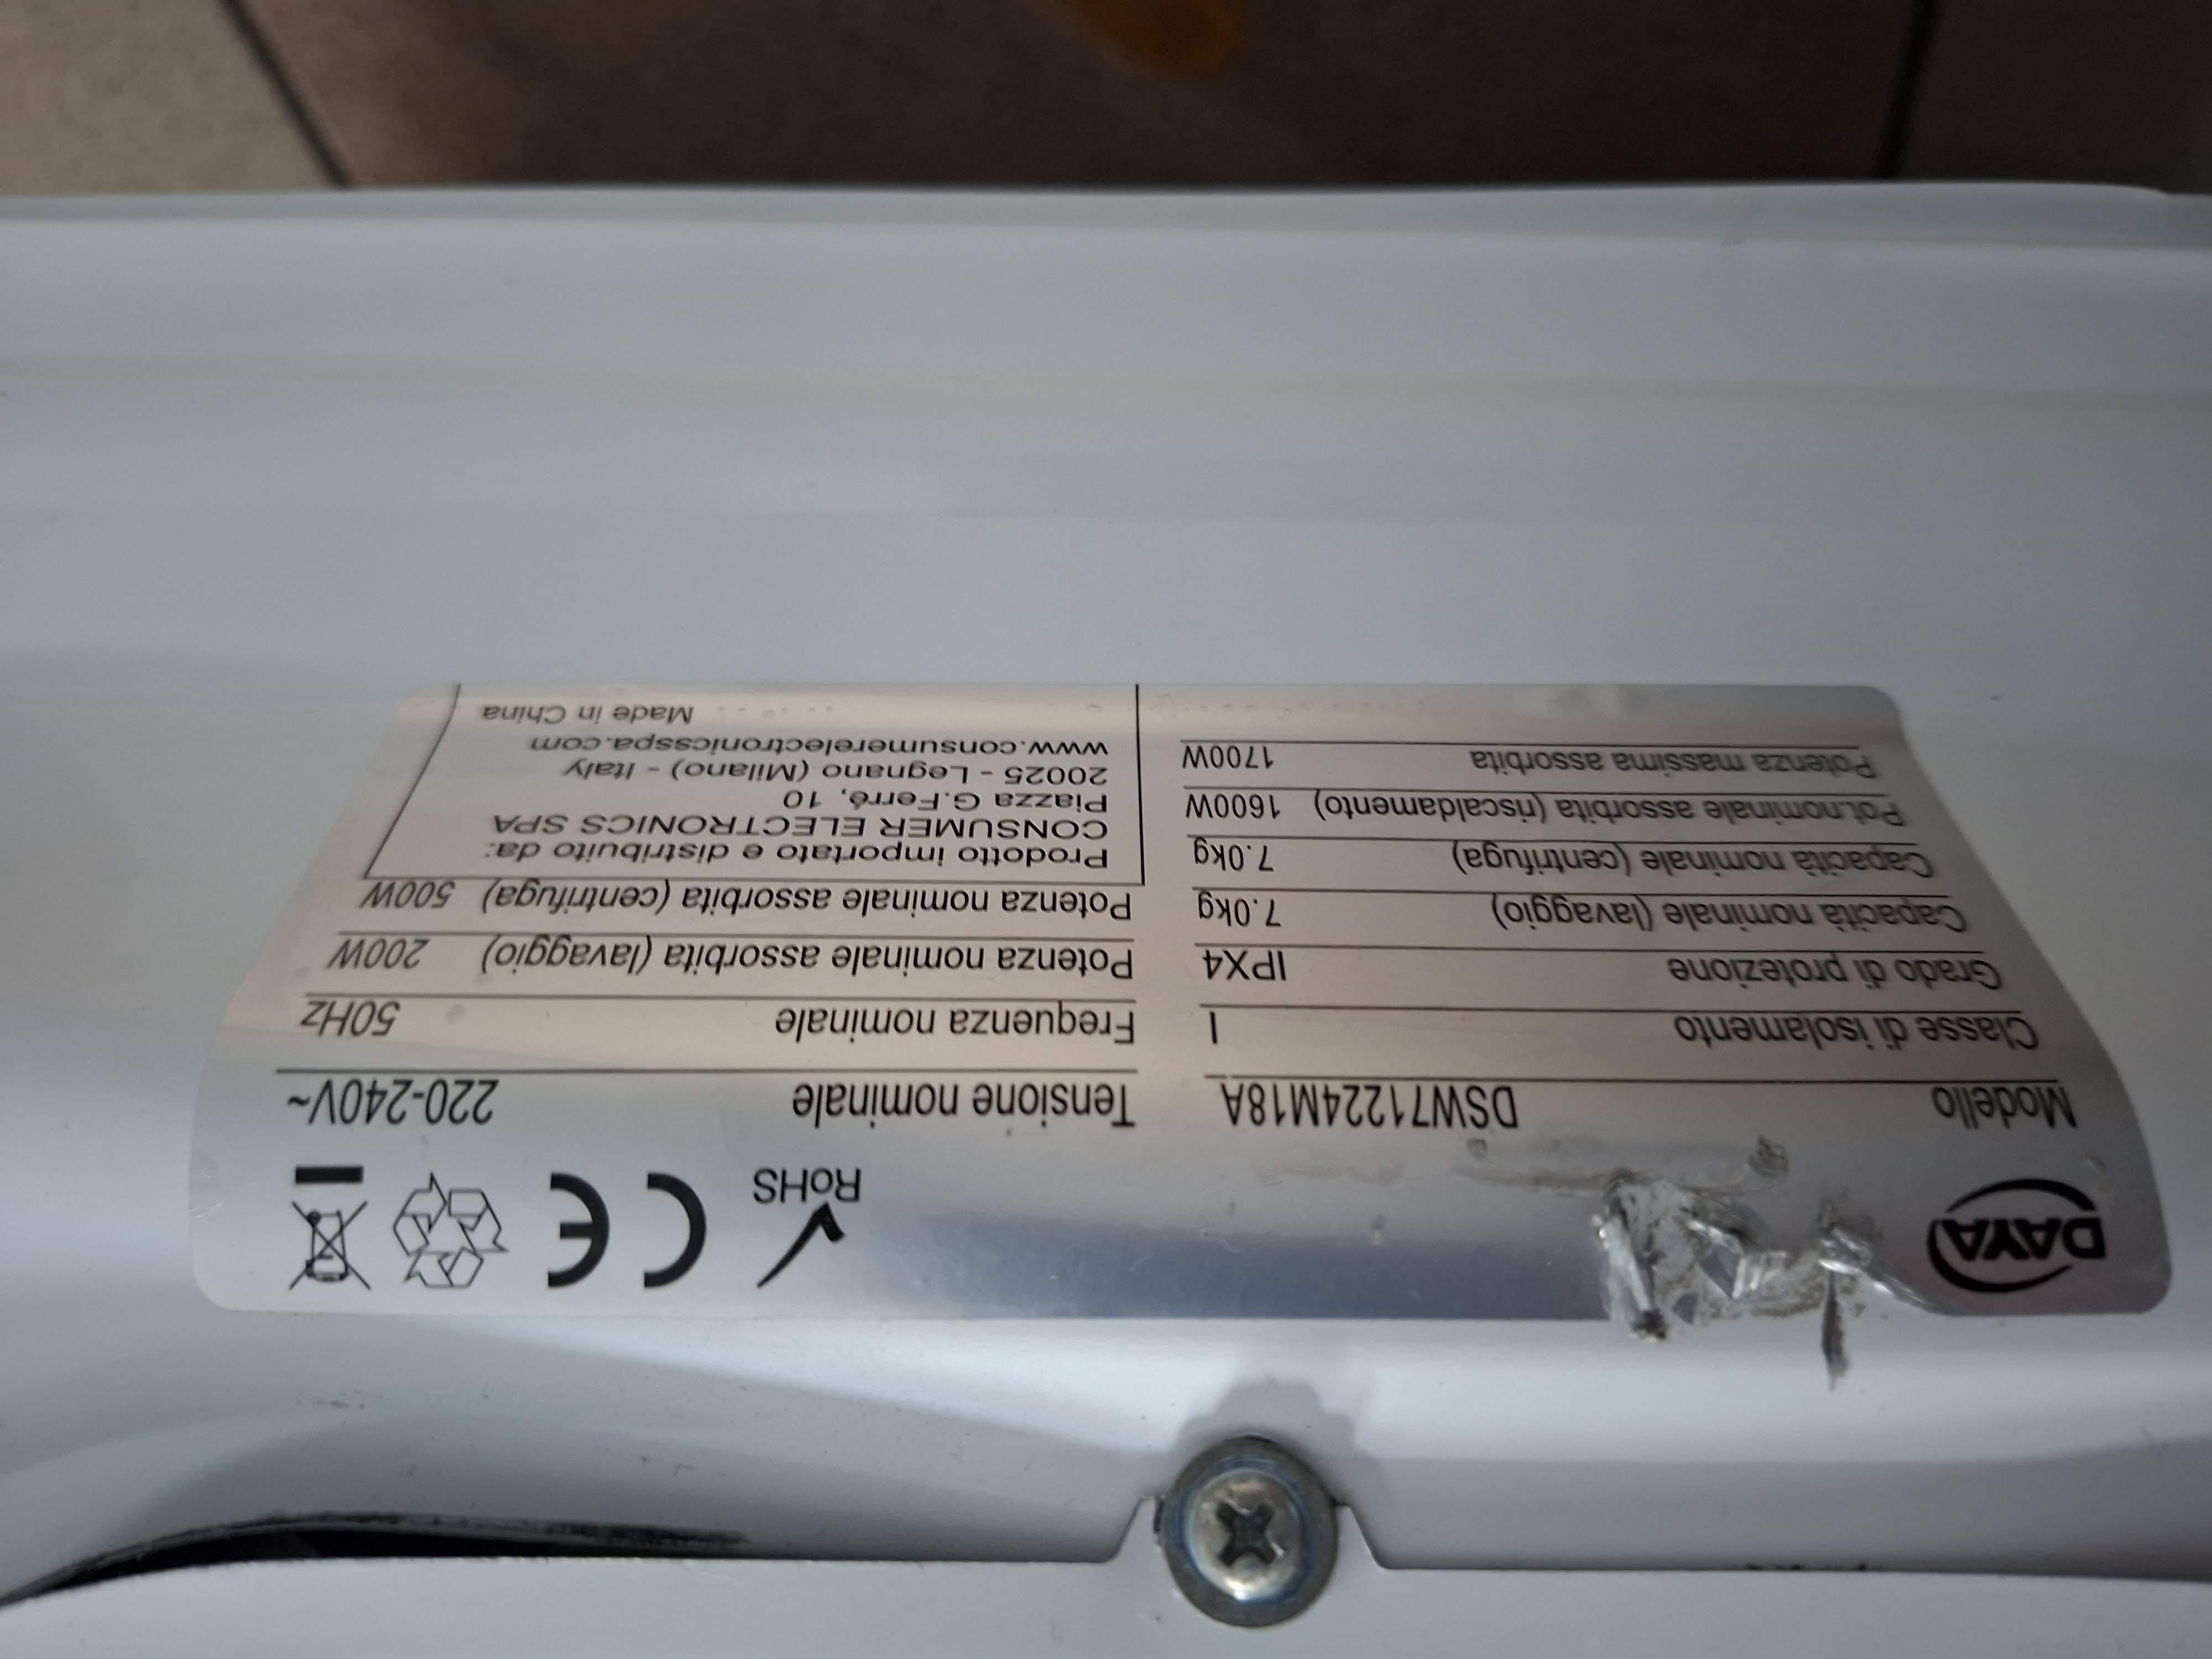 DAYA
RoHS
CE
Modello DSW71224M18A
Classe di isolamento I
Grado di protezione IPX4
Capacità nominale (lavaggio) 7.0kg
Capacità nominale (centrifuga) 7.0kg
Pot.nominale assorbita (riscaldamento) 1600W
Potenza massima assorbita 1700W
Tensione nominale 220-240V~
Frequenza nominale 50Hz
Potenza nominale assorbita (lavaggio) 200W
Potenza nominale assorbita (centrifuga) 500W
Prodotto importato e distribuito da:
CONSUMER ELECTRONICS SPA
Piazza G.Ferré, 10
20025 - Legnano (Milano) - Italy
www.consumerelectronicsspa.com
Made in China